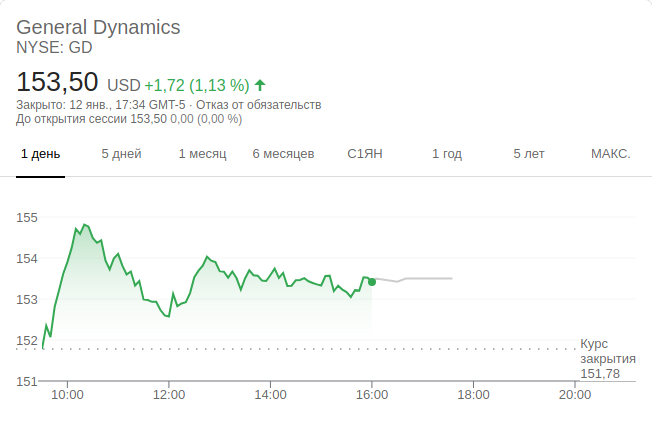 General Dynamics
NYSE: GD
153,50 USD +1,72 (1,13 %)
Закрыто: 12 янв., 17:34 GMT-5 · Отказ от обязательств
До открытия сессии 153,50 0,00 (0,00 %)
1 день 5 дней 1 месяц 6 месяцев С1ЯН 1 год 5 лет МАКС.
155
154
153
152
Курс
закрытия
151,78
151
10:00 12:00 14:00 16:00 18:00 20:00